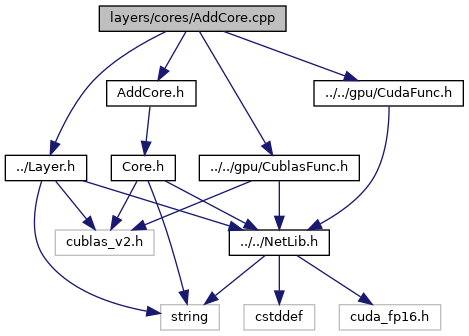 layers/cores/AddCore.cpp
AddCore.h
../../gpu/CudaFunc.h
../Layer.h
Core.h
../../gpu/CublasFunc.h
cublas_v2.h
../../NetLib.h
string
cstddef
cuda_fp16.h